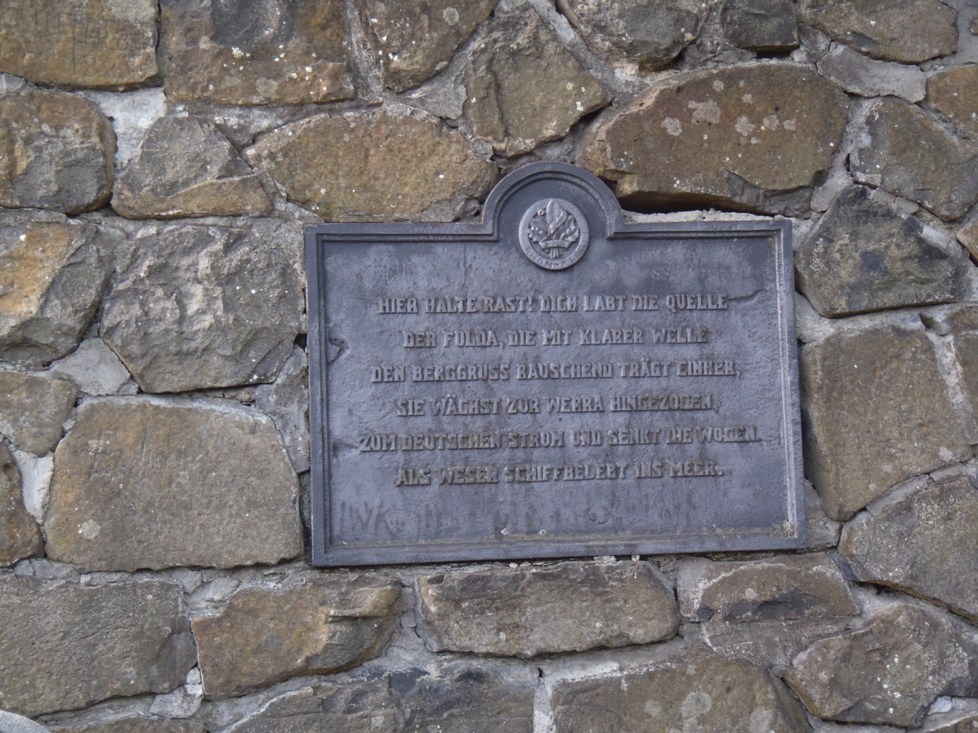 HIER HALTE RAST! DICH LABT DIE QUELLE
DER FULDA, DIE MIT KLARER WELLE
DEN BERGGRUSS RAUSCHEND TRÄGT EINHER,
SIE WÄCHST ZUR WERRA HINGEZOGEN,
ZUM DEUTSCHEN STROM UND SENKT IHE WOGEN.
ALS WESER SCHIFFBELEBT INS MEER.